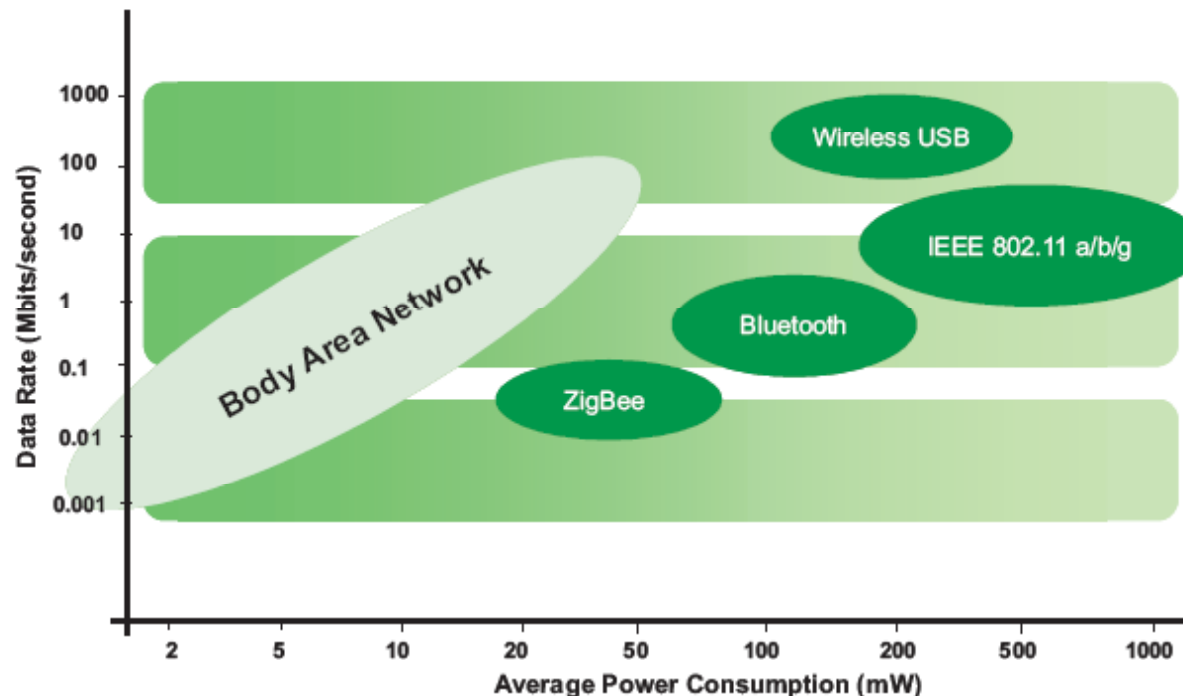 Data Rate (Mbits/second)
1000
100
10
1
0.1
0.01
0.001
Wireless USB
IEEE 802.11 a/b/g
Bluetooth
ZigBee
Body Area Network
2 5 10 20 50 100 200 500 1000
Average Power Consumption (mW)